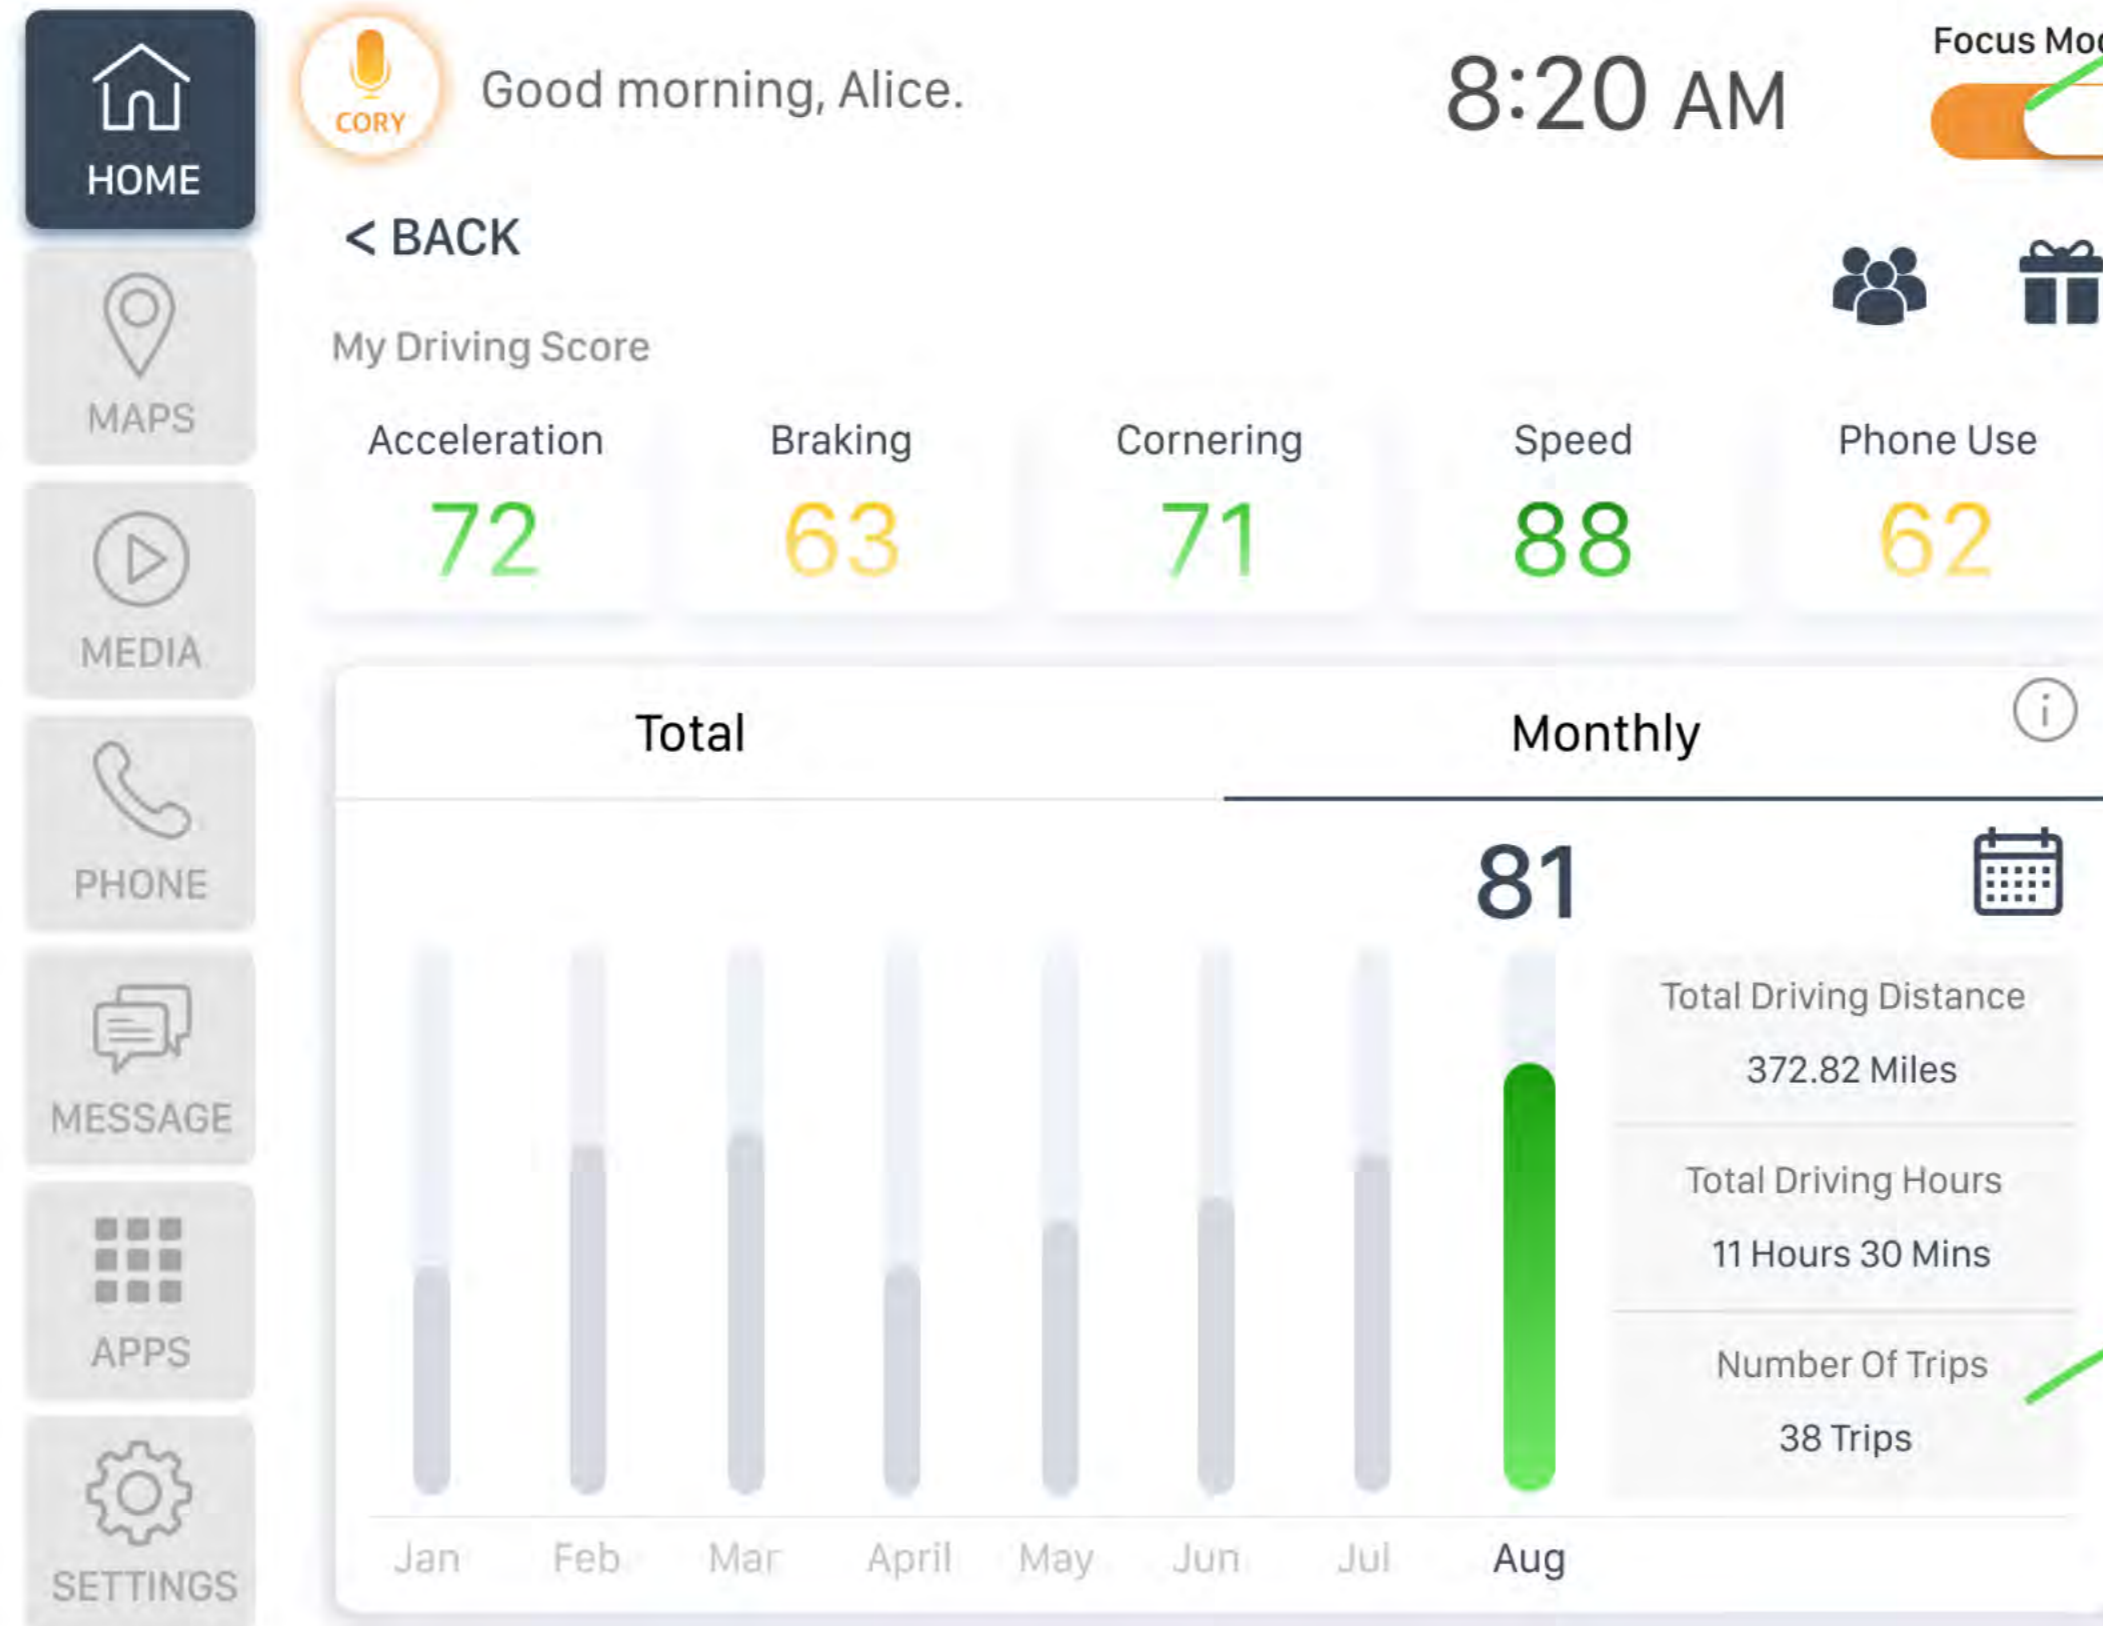 HOME
MAPS
MEDIA
PHONE
MESSAGE
APPS
SETTINGS
CORY
Good morning, Alice.
8:20 AM
Focus
< BACK
My Driving Score
Acceleration
72
Braking
63
Cornering
71
Speed
88
Phone Use
62
Total
Monthly
i
81
Total Driving Distance
372.82 Miles
Total Driving Hours
11 Hours 30 Mins
Number Of Trips
38 Trips
Jan Feb Mar April May Jun Jul Aug